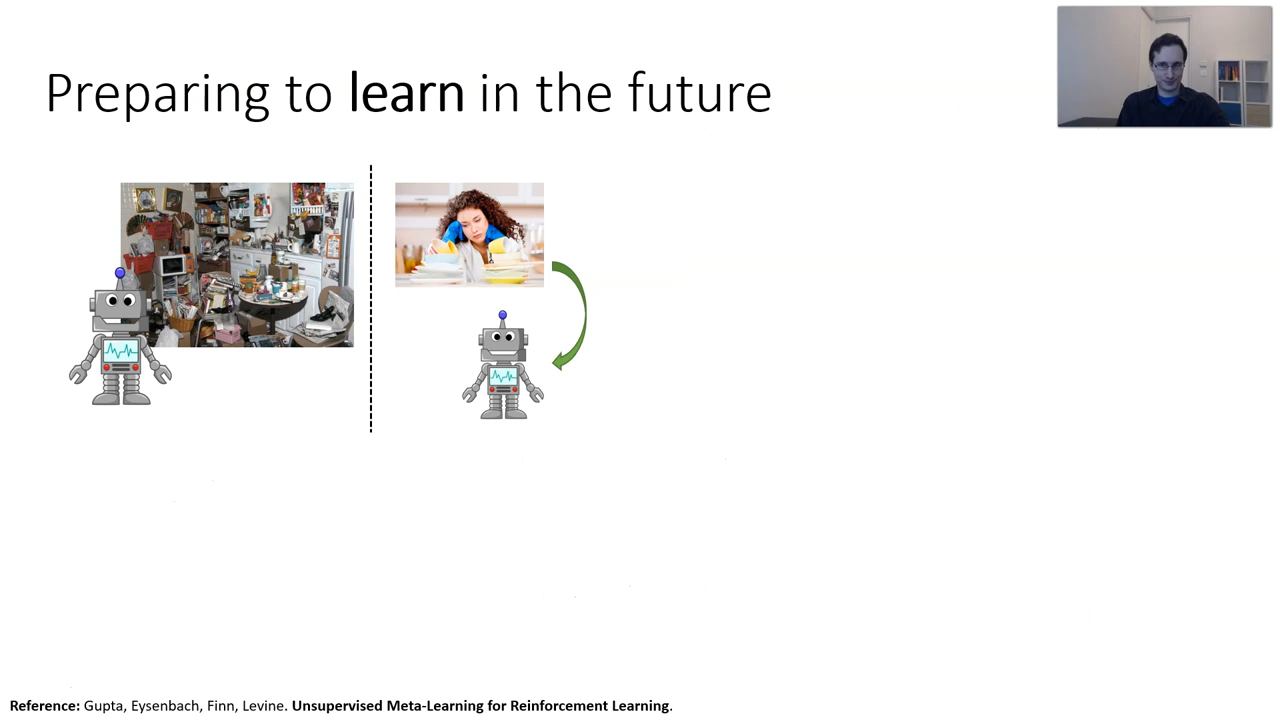 Preparing to learn in the future
Reference: Gupta, Eysenbach, Finn, Levine. Unsupervised Meta-Learning for Reinforcement Learning.